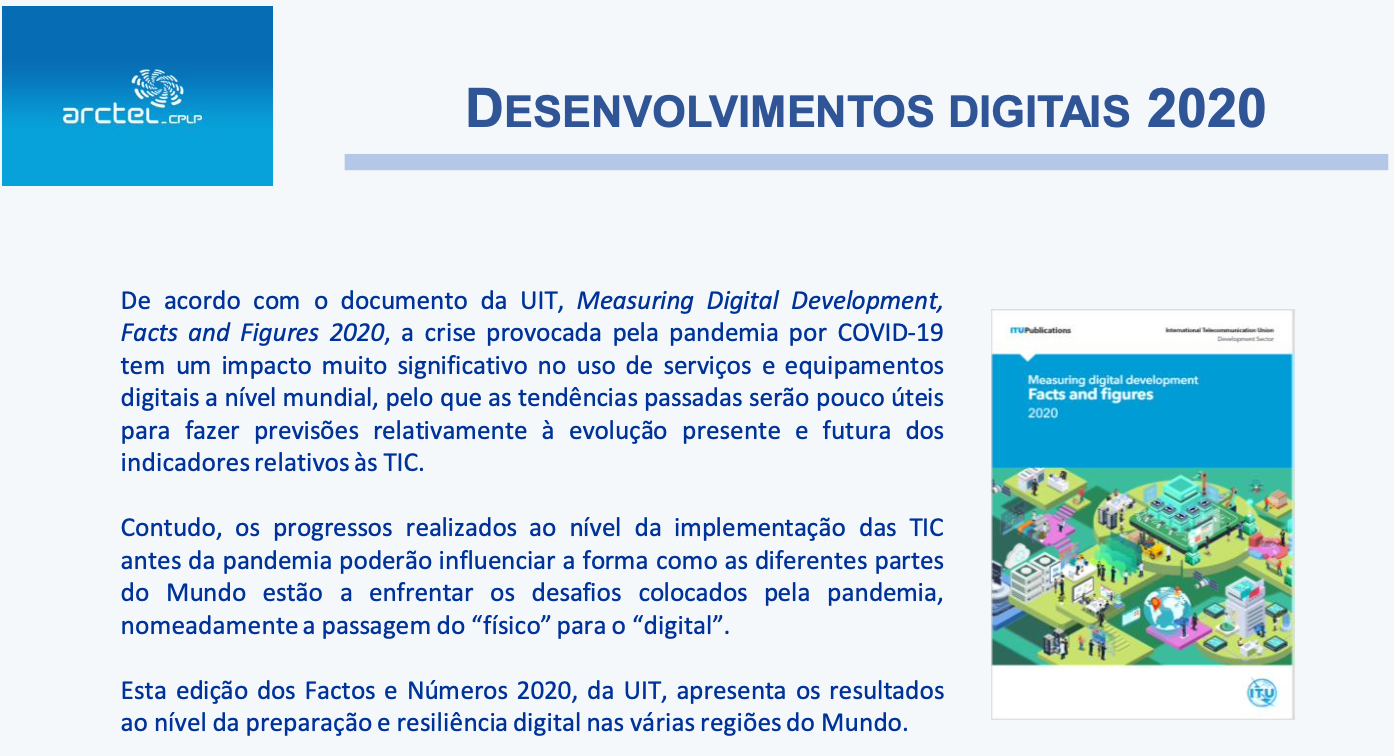 arctel_CPLP
DESENVOLVIMENTOS DIGITAIS 2020
De acordo com o documento da UIT, Measuring Digital Development,
Facts and Figures 2020, a crise provocada pela pandemia por COVID-19
tem um impacto muito significativo no uso de serviços e equipamentos
digitais a nível mundial, pelo que as tendências passadas serão pouco úteis
para fazer previsões relativamente à evolução presente e futura dos
indicadores relativos às TIC.
Contudo, os progressos realizados ao nível da implementação das TIC
antes da pandemia poderão influenciar a forma como as diferentes partes
do Mundo estão a enfrentar os desafios colocados pela pandemia,
nomeadamente a passagem do “físico” para o “digital”.
Esta edição dos Factos e Números 2020, da UIT, apresenta os resultados
ao nível da preparação e resiliência digital nas várias regiões do Mundo.
ITUPublications
International Telecommunication Union
Development Sector
Measuring digital development
Facts and figures
2020
ITU